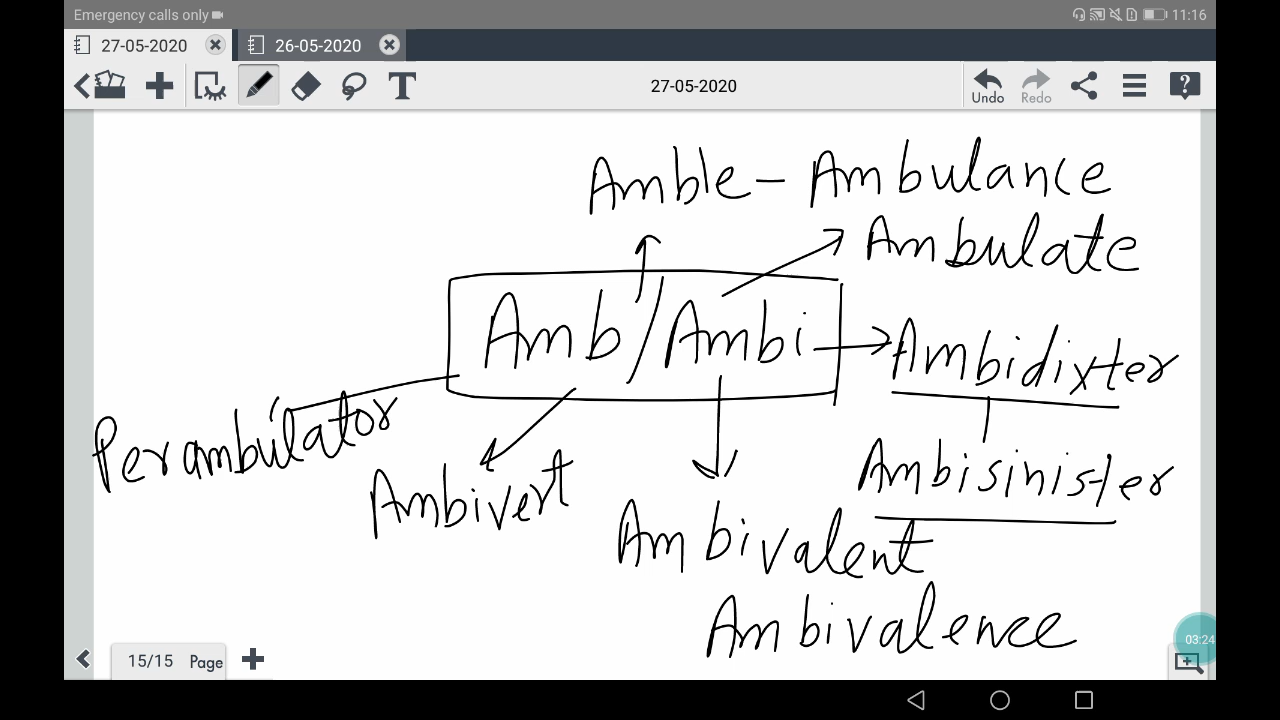 Emergency calls only
11:16
27-05-2020
26-05-2020
27-05-2020
Undo
Redo
Amble - Ambulance
Ambulate
Amb/Ambi
Ambidixter
Perambulator
Ambivert
Ambisinister
Ambivalent
Ambivalence
03:24
15/15 Page